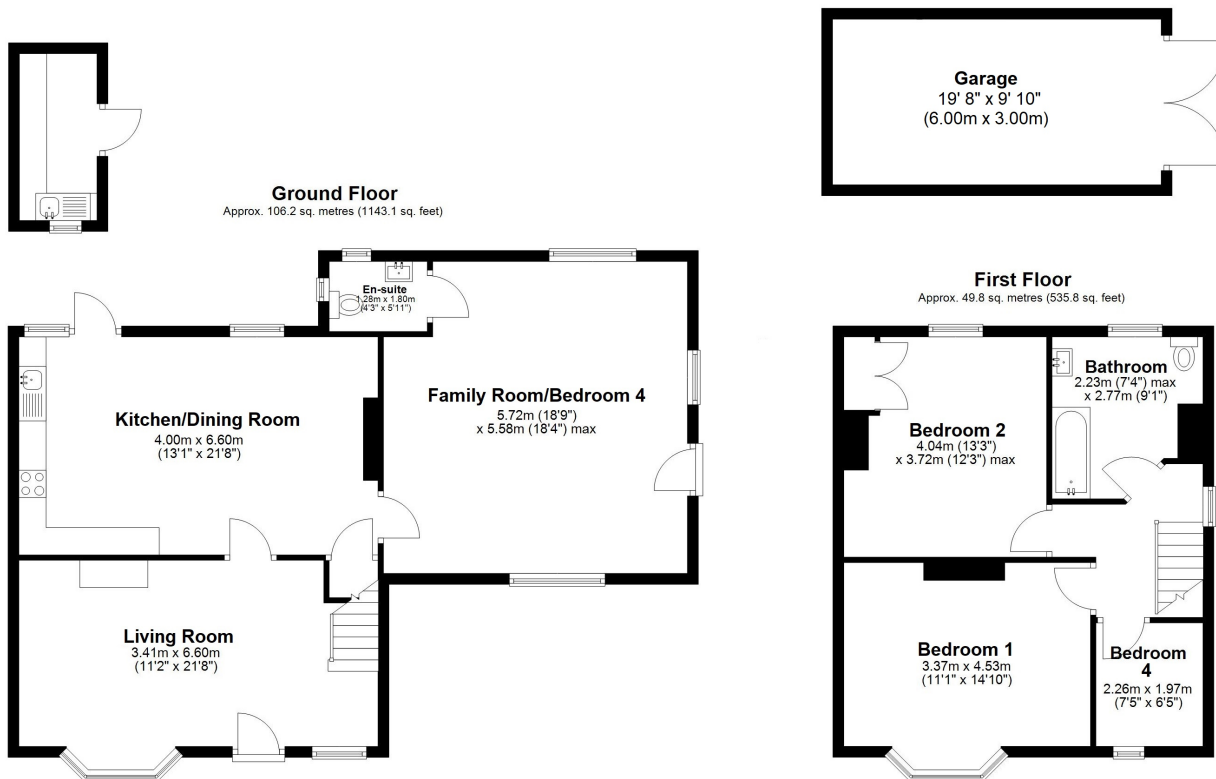 Garage
19' 8" x 9' 10"
(6.00m x 3.00m)
Ground Floor
Approx. 106.2 sq. metres (1143.1 sq. feet)
En-suite
1.28m x 1.80m
(4'3" x 5'11")
Kitchen/Dining Room
4.00m x 6.60m
(13'1" x 21'8")
Family Room/Bedroom 4
5.72m (18'9")
x 5.58m (18'4") max
Living Room
3.41m x 6.60m
(11'2" x 21'8")
First Floor
Approx. 49.8 sq. metres (535.8 sq. feet)
Bathroom
2.23m (7'4") max
x 2.77m (9'1")
Bedroom 2
4.04m (13'3")
x 3.72m (12'3") max
Bedroom 1
3.37m x 4.53m
(11'1" x 14'10")
Bedroom
4
2.26m x 1.97m
(7'5" x 6'5")